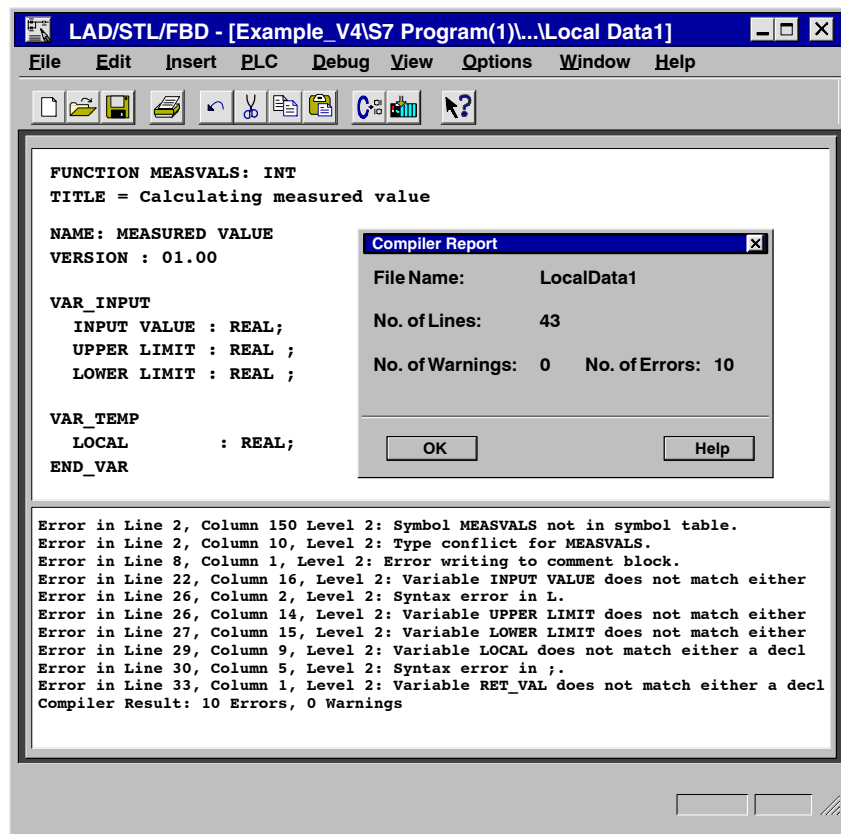 LAD/STL/FBD - [Example_V4\S7 Program(1)\...\Local Data1]
File Edit Insert PLC Debug View Options Window Help
FUNCTION MEASVALS: INT
TITLE = Calculating measured value
NAME: MEASURED VALUE
VERSION : 01.00
VAR_INPUT
INPUT VALUE : REAL;
UPPER LIMIT : REAL ;
LOWER LIMIT : REAL ;
VAR_TEMP
LOCAL : REAL;
END_VAR
Compiler Report
File Name: LocalData1
No. of Lines: 43
No. of Warnings: 0 No. of Errors: 10
OK Help
Error in Line 2, Column 150 Level 2: Symbol MEASVALS not in symbol table.
Error in Line 2, Column 10, Level 2: Type conflict for MEASVALS.
Error in Line 8, Column 1, Level 2: Error writing to comment block.
Error in Line 22, Column 16, Level 2: Variable INPUT VALUE does not match either
Error in Line 26, Column 2, Level 2: Syntax error in L.
Error in Line 26, Column 14, Level 2: Variable UPPER LIMIT does not match either
Error in Line 27, Column 15, Level 2: Variable LOWER LIMIT does not match either
Error in Line 29, Column 9, Level 2: Variable LOCAL does not match either a decl
Error in Line 30, Column 5, Level 2: Syntax error in ;.
Error in Line 33, Column 1, Level 2: Variable RET_VAL does not match either a decl
Compiler Result: 10 Errors, 0 Warnings